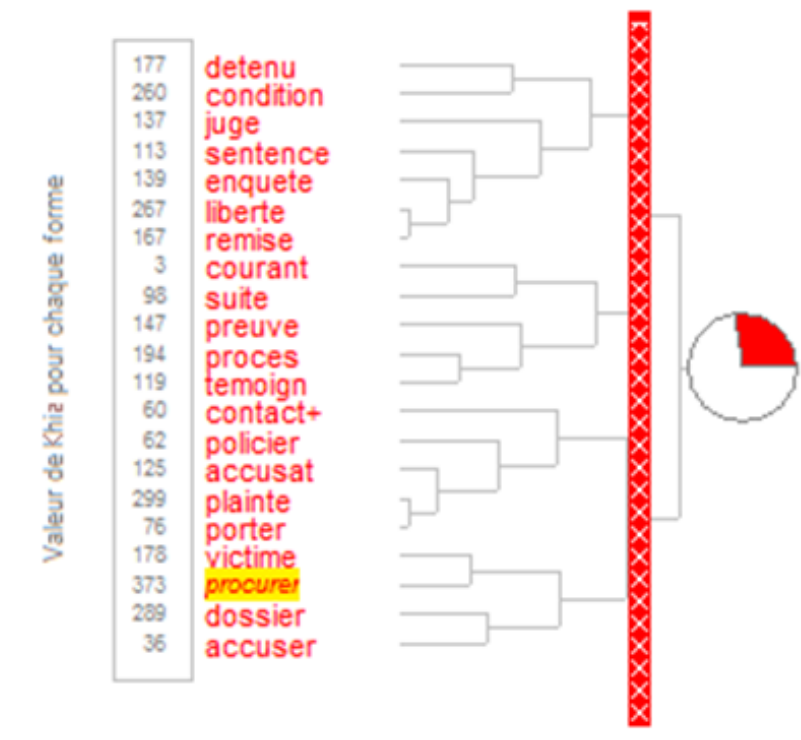 Valeur de Khi2 pour chaque forme
177 detenu
260 condition
137 juge
113 sentence
139 enquete
267 liberte
167 remise
3 courant
98 suite
147 preuve
194 proces
119 temoign
60 contact+
62 policier
125 accusat
299 plainte
76 porter
178 victime
373 procurer
289 dossier
36 accuser